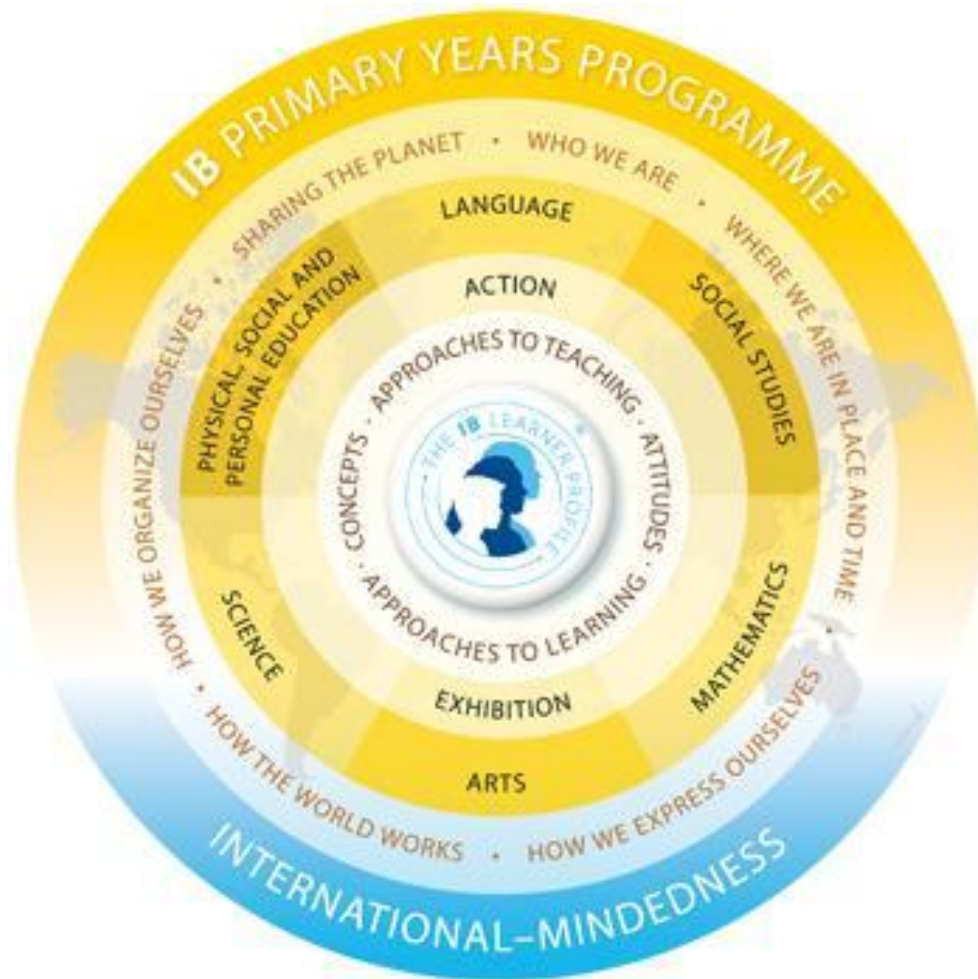 IB PRIMARY YEARS PROGRAMME
SHARING THE PLANET • WHO WE ARE • WHERE WE ARE IN PLACE AND TIME • HOW WE EXPRESS OURSELVES • HOW THE WORLD WORKS • HOW WE ORGANIZE OURSELVES •
LANGUAGE
SOCIAL STUDIES
MATHEMATICS
ARTS
SCIENCE
PHYSICAL, SOCIAL AND
PERSONAL EDUCATION
ACTION
EXHIBITION
APPROACHES TO TEACHING · ATTITUDES · APPROACHES TO LEARNING · CONCEPTS ·
THE IB LEARNER PROFILE ®
INTERNATIONAL–MINDEDNESS